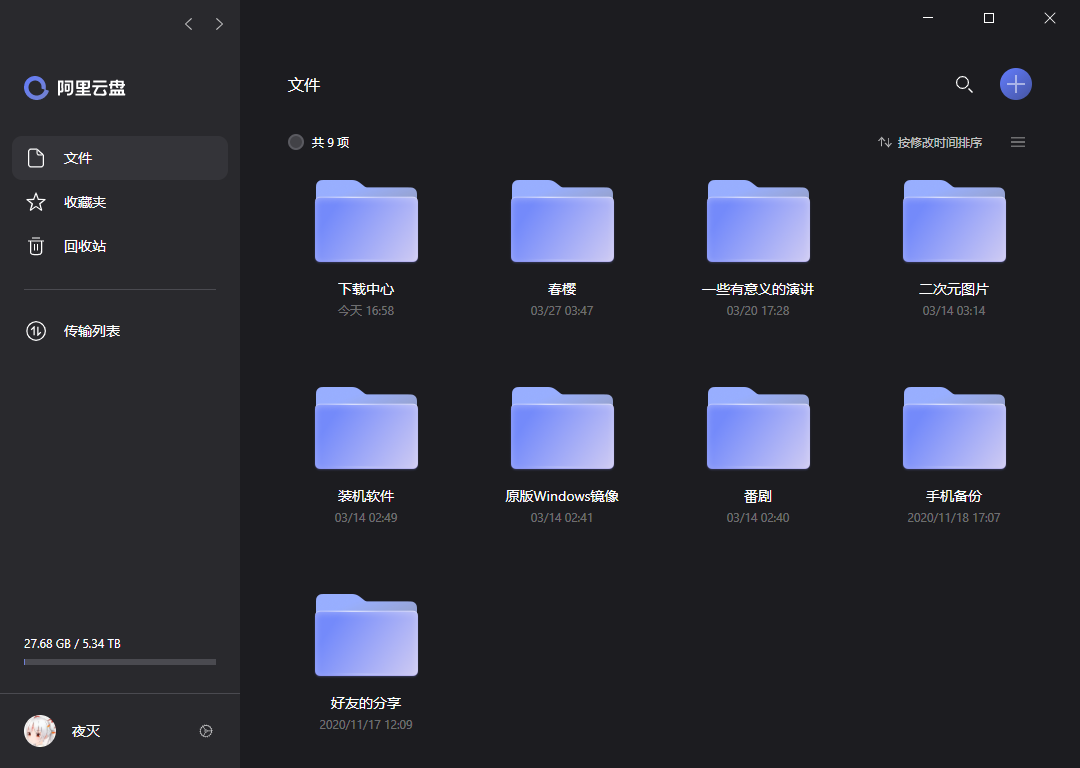 阿里云盘
文件
收藏夹
回收站
传输列表
27.68 GB / 5.34 TB
夜灭
文件
共 9 项
按修改时间排序
下载中心
今天 16:58
春樱
03/27 03:47
一些有意义的演讲
03/20 17:28
二次元图片
03/14 03:14
装机软件
03/14 02:49
原版Windows镜像
03/14 02:41
番剧
03/14 02:40
手机备份
2020/11/18 17:07
好友的分享
2020/11/17 12:09